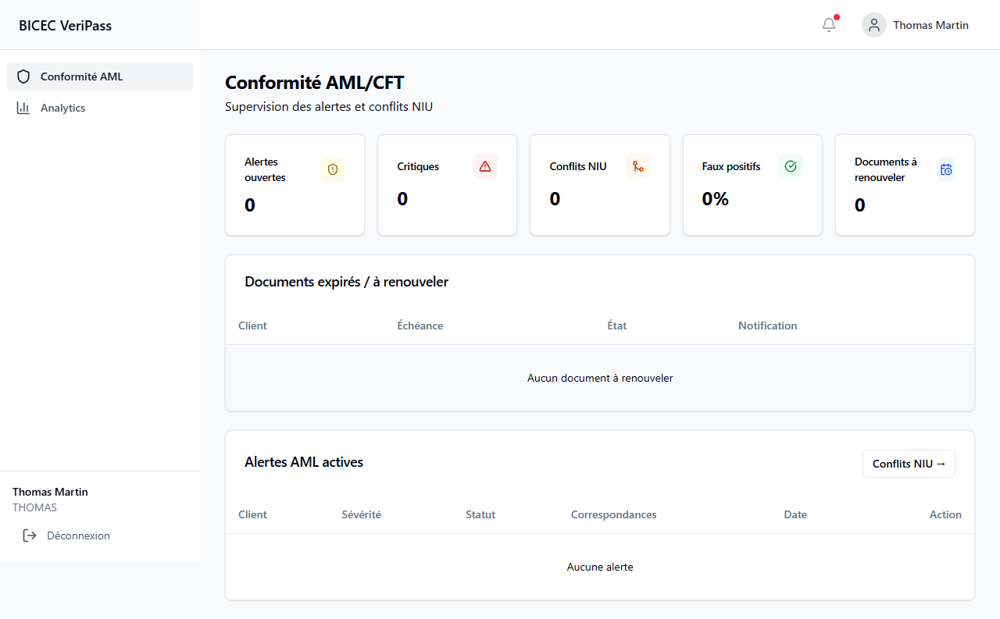 BICEC VeriPass
Thomas Martin
Conformité AML
Analytics
Thomas Martin
THOMAS
Déconnexion
Conformité AML/CFT
Supervision des alertes et conflits NIU
Alertes
ouvertes
0
Critiques
0
Conflits NIU
0
Faux positifs
0%
Documents à
renouveler
0
Documents expirés / à renouveler
Client Échéance État Notification
Aucun document à renouveler
Alertes AML actives
Conflits NIU →
Client Sévérité Statut Correspondances Date Action
Aucune alerte